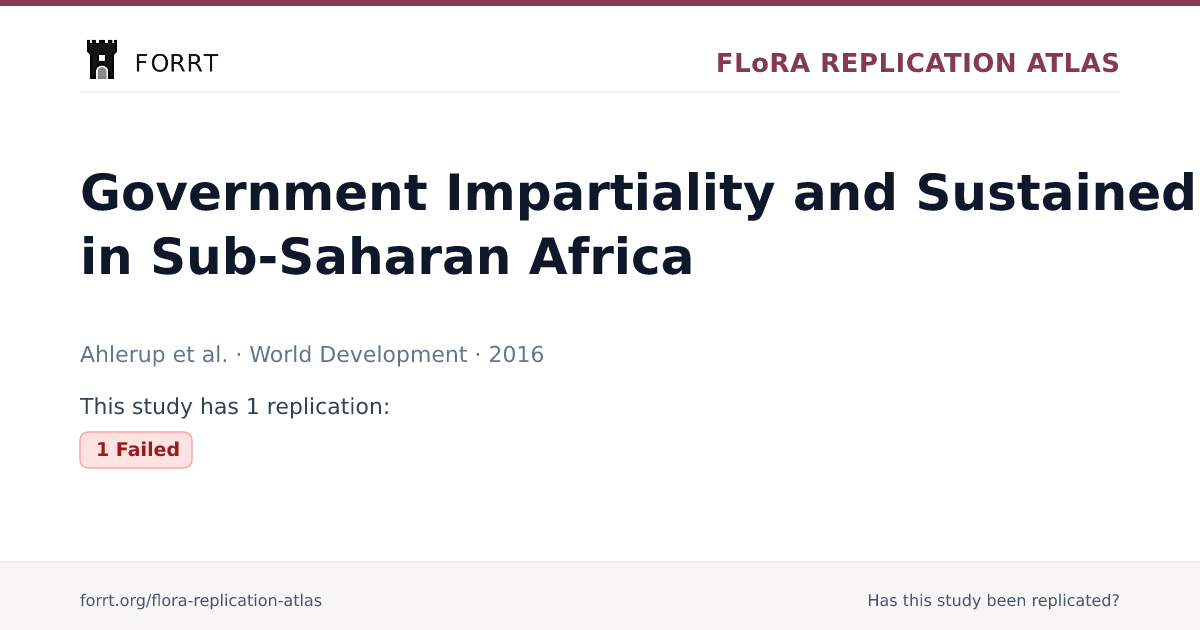 FORRT
FLoRA REPLICATION ATLAS
Government Impartiality and Sustained
in Sub-Saharan Africa
Ahlerup et al. · World Development · 2016
This study has 1 replication:
1 Failed
forrt.org/flora-replication-atlas
Has this study been replicated?